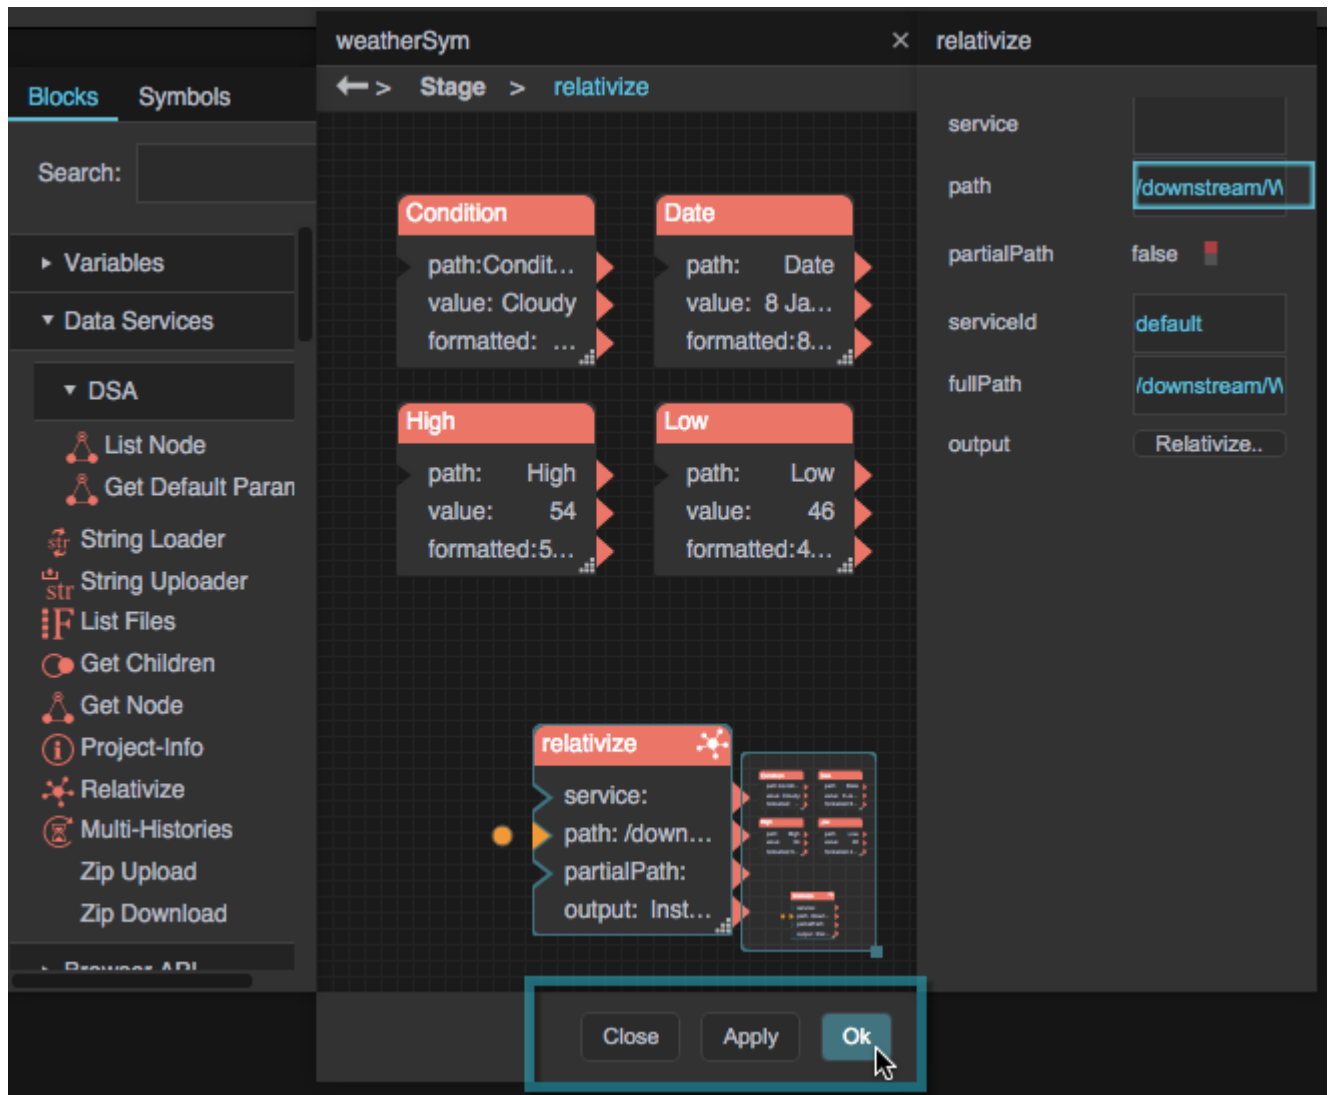 weatherSym × relativize
Blocks Symbols
> Stage > relativize
Search:
Variables
Data Services
DSA
List Node
Get Default Paran
String Loader
String Uploader
List Files
Get Children
Get Node
Project-Info
Relativize
Multi-Histories
Zip Upload
Zip Download
Browser API
Condition
path:Condit...
value: Cloudy
formatted: ...
Date
path: Date
value: 8 Ja...
formatted:8...
High
path: High
value: 54
formatted:5...
Low
path: Low
value: 46
formatted:4...
relativize
service:
path: /down...
partialPath:
output: Inst...
Close Apply Ok
service
path /downstream/W
partialPath false
serviceId default
fullPath /downstream/W
output Relativize..